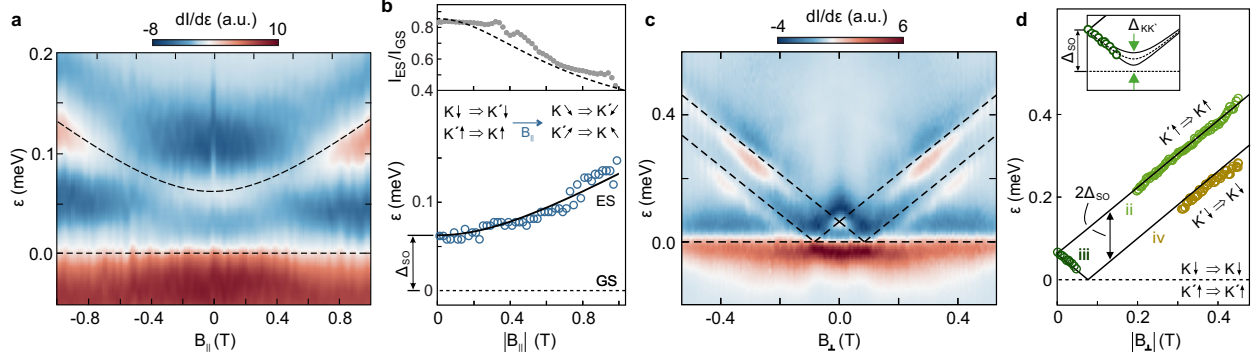 a
dI/dε (a.u.)
-8
10
0.2
0.1
0.0
ε (meV)
-0.8
-0.4
0
0.4
0.8
B∥ (T)
b
I_ES/I_GS
0.8
0.6
0.4
K↓ ⇒ K´↓
K´↑ ⇒ K↑
B∥
K↘ ⇒ K´↙
K´↗ ⇒ K↖
ε (meV)
0.1
0
ES
GS
Δ_SO
0
0.4
0.8
|B∥| (T)
c
dI/dε (a.u.)
-4
6
0.4
0.0
ε (meV)
-0.4
0.0
0.4
B⊥ (T)
d
Δ_SO
Δ_KK´
0.4
0.2
0
ε (meV)
K´↑ ⇒ K↑
2Δ_SO
ii
K´↓ ⇒ K↓
iv
iii
K↓ ⇒ K↓
K´↑ ⇒ K´↑
0
0.2
0.4
|B⊥| (T)